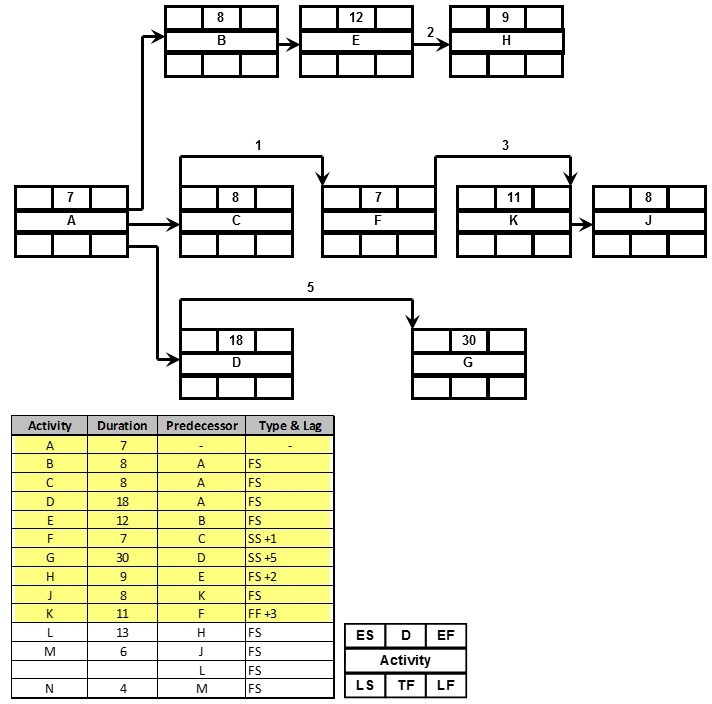 8 12 9
2
B E H
1 3
7 8 7 11 8
A C F K J
5
18 30
D G
Activity Duration Predecessor Type & Lag
A 7 - -
B 8 A FS
C 8 A FS
D 18 A FS
E 12 B FS
F 7 C SS +1
G 30 D SS +5
H 9 E FS +2
J 8 K FS
K 11 F FF +3
L 13 H FS
M 6 J FS
L FS
N 4 M FS
ES D EF
Activity
LS TF LF